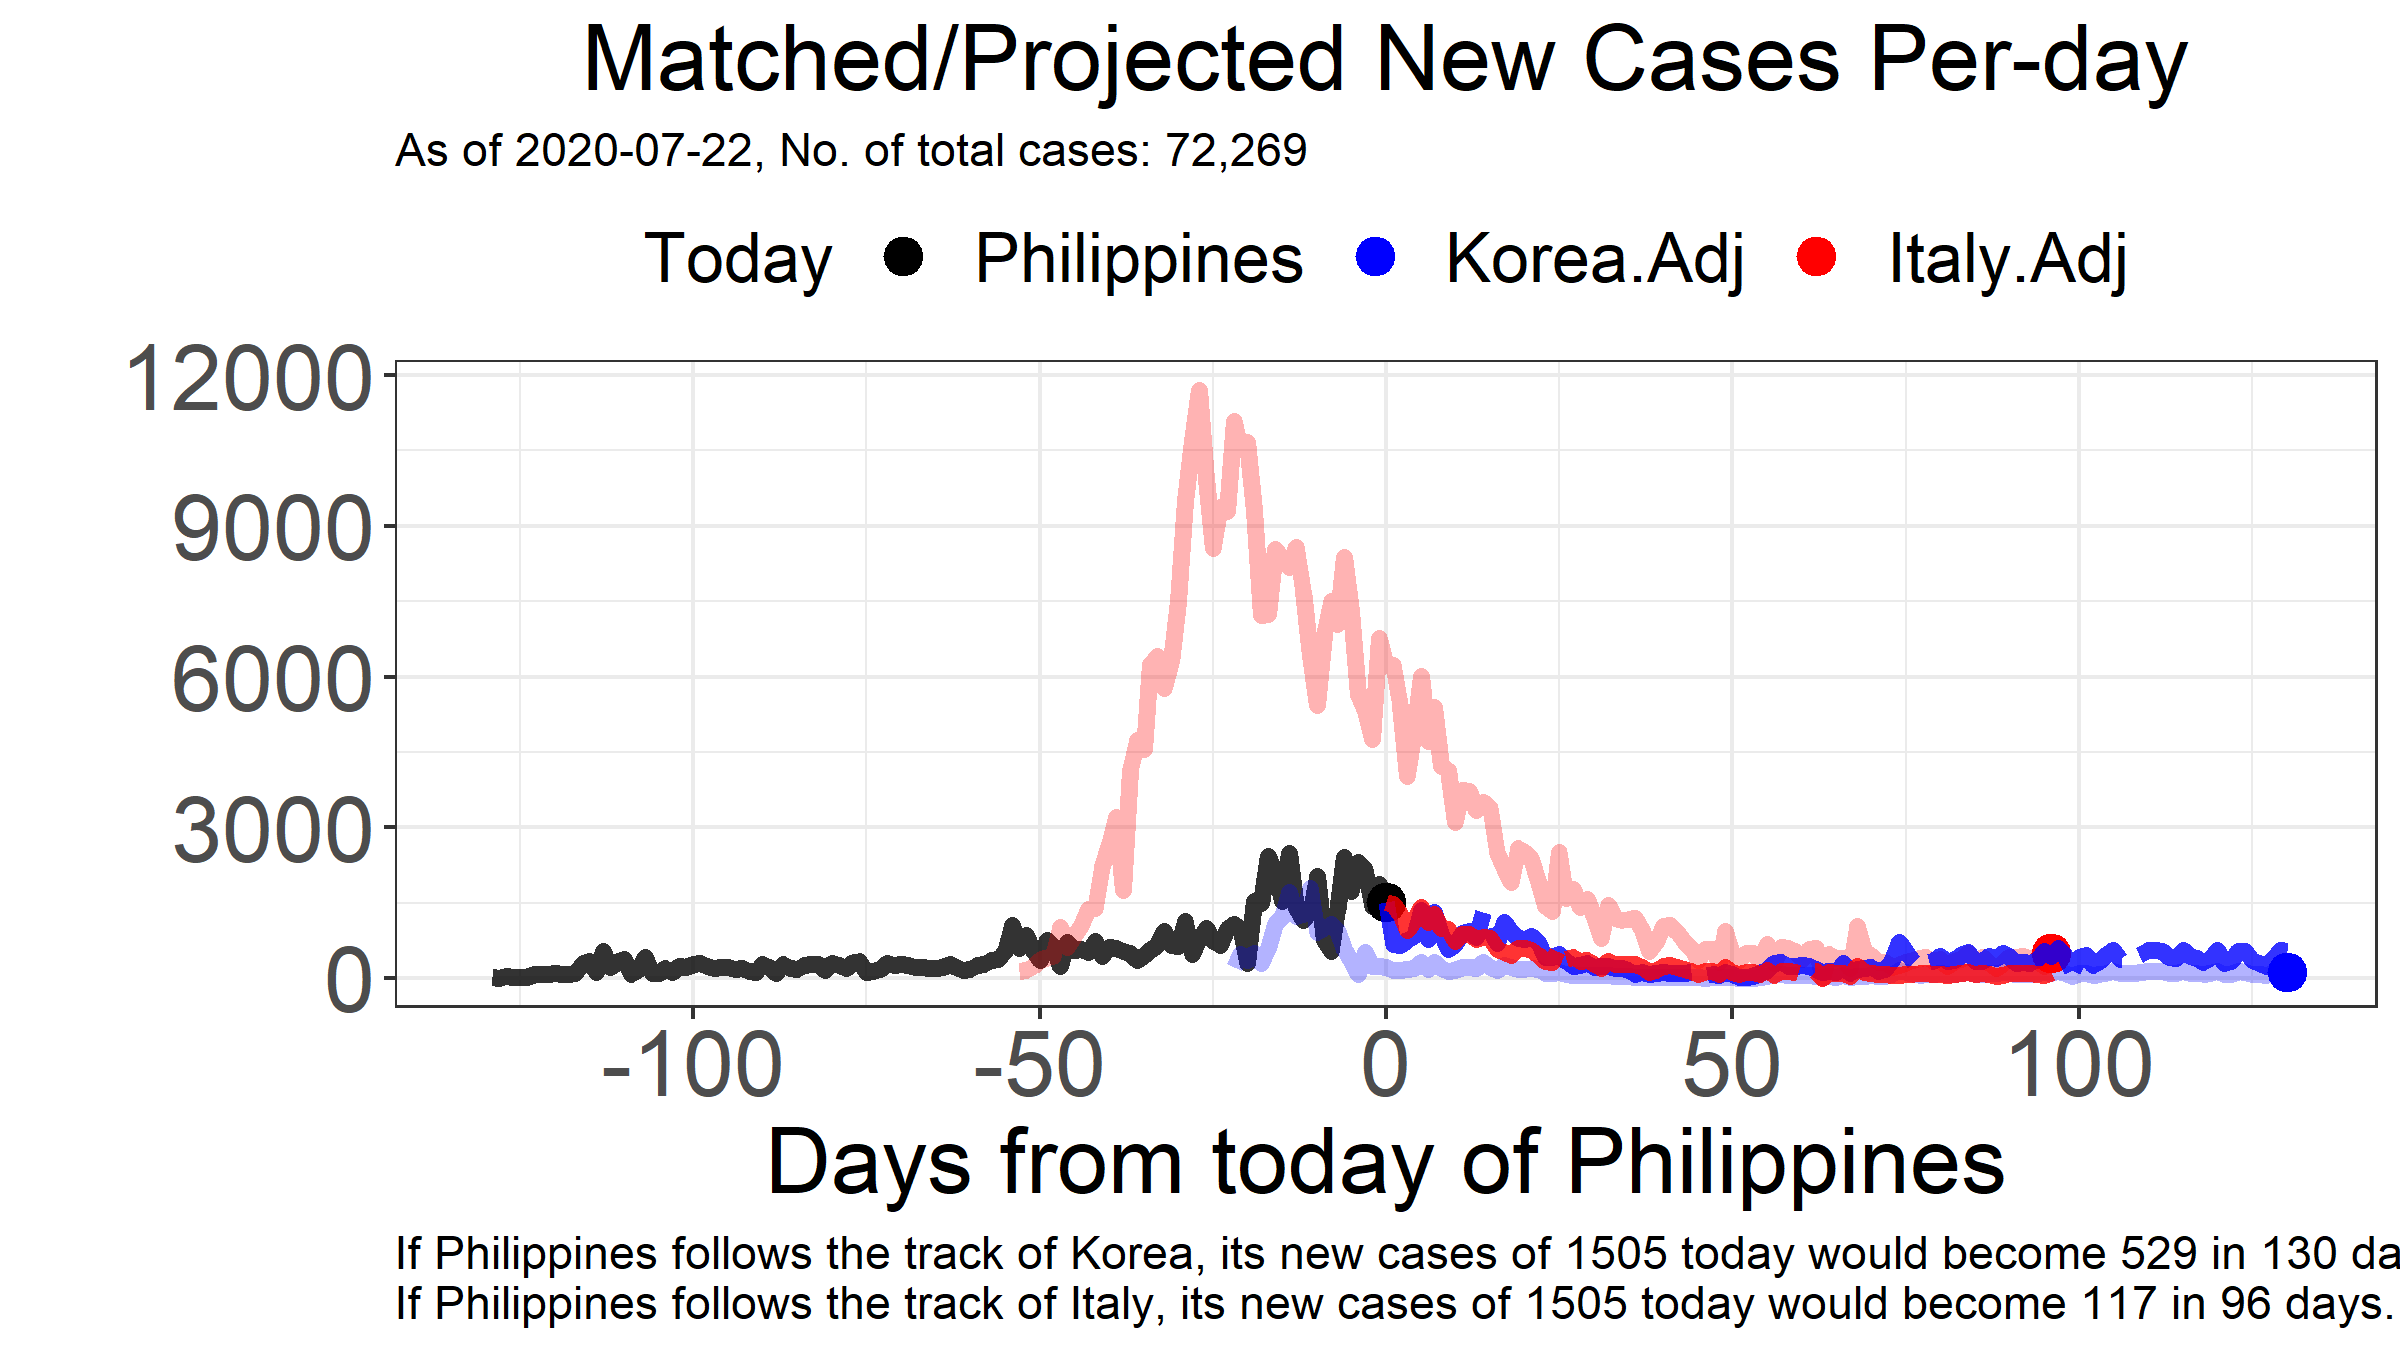 Matched/Projected New Cases Per-day
As of 2020-07-22, No. of total cases: 72,269
Today Philippines Korea.Adj Italy.Adj
12000
9000
6000
3000
0
-100 -50 0 50 100
Days from today of Philippines
If Philippines follows the track of Korea, its new cases of 1505 today would become 529 in 130 da
If Philippines follows the track of Italy, its new cases of 1505 today would become 117 in 96 days.